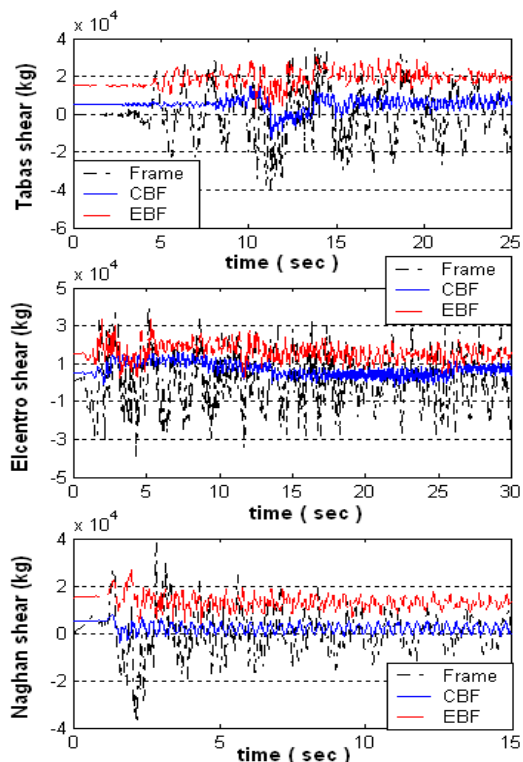 x 10^4
Tabas shear (kg)
4
2
0
-2
-4
-6
Frame
CBF
EBF
0
5
10
15
20
25
time ( sec )
x 10^4
Elcentro shear (kg)
5
3
1
-1
-3
-5
Frame
CBF
EBF
0
5
10
15
20
25
30
time ( sec )
x 10^4
Naghan shear (kg)
4
2
0
-2
-4
Frame
CBF
EBF
0
5
10
15
time ( sec )